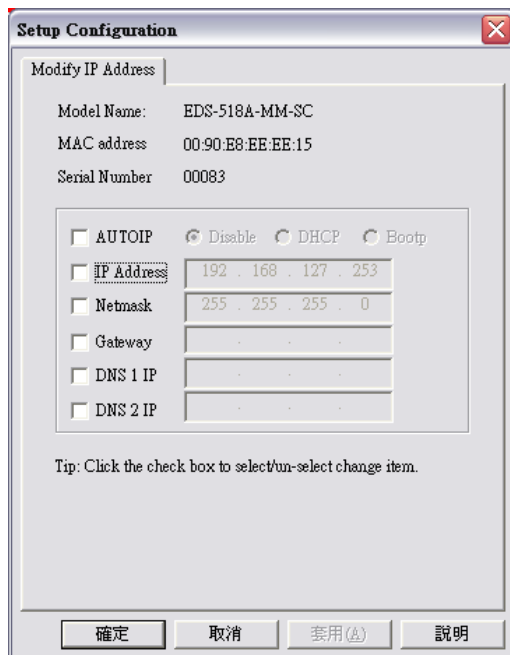 Setup Configuration
Modify IP Address
Model Name: EDS-518A-MM-SC
MAC address 00:90:E8:EE:EE:15
Serial Number 00083
AUTOIP Disable DHCP Bootp
IP Address 192 . 168 . 127 . 253
Netmask 255 . 255 . 255 . 0
Gateway . . .
DNS 1 IP . . .
DNS 2 IP . . .
Tip: Click the check box to select/un-select change item.
確定 取消 套用(A) 說明